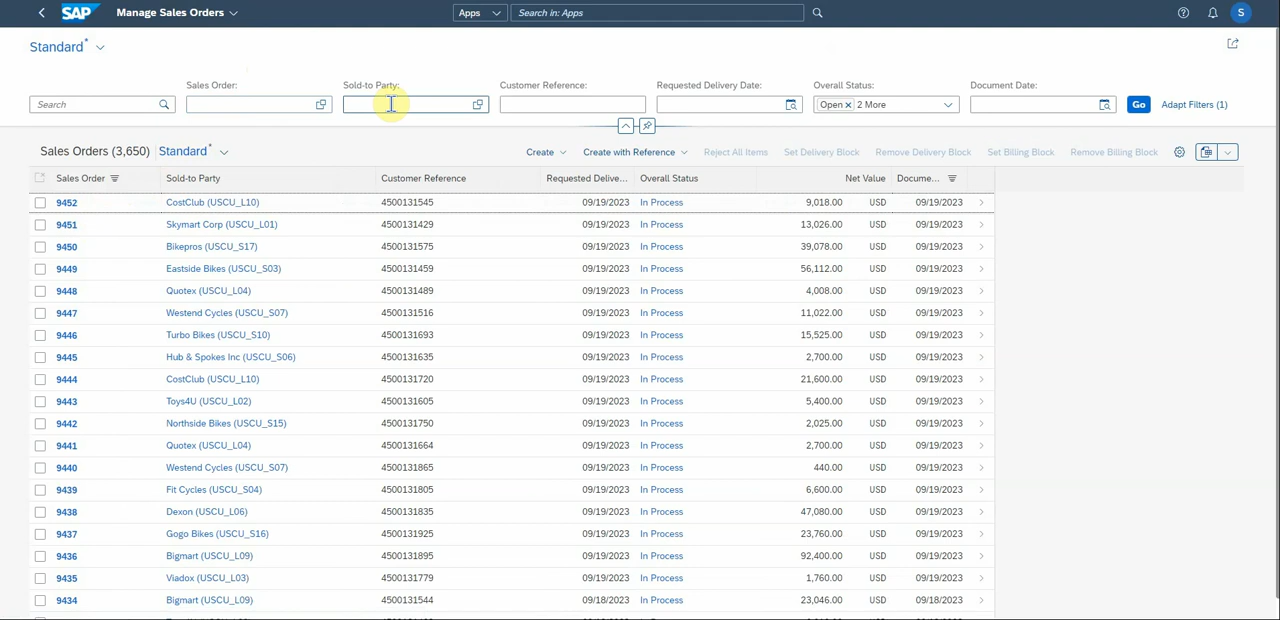 SAP Manage Sales Orders Apps Search in: Apps S
Standard*
Sales Order: Sold-to Party: Customer Reference: Requested Delivery Date: Overall Status: Document Date:
Search Open 2 More Go Adapt Filters (1)
Sales Orders (3,650) Standard* Create Create with Reference Reject All Items Set Delivery Block Remove Delivery Block Set Billing Block Remove Billing Block
Sales Order Sold-to Party Customer Reference Requested Delive... Overall Status Net Value Docume...
9452 CostClub (USCU_L10) 4500131545 09/19/2023 In Process 9,018.00 USD 09/19/2023
9451 Skymart Corp (USCU_L01) 4500131429 09/19/2023 In Process 13,026.00 USD 09/19/2023
9450 Bikepros (USCU_S17) 4500131575 09/19/2023 In Process 39,078.00 USD 09/19/2023
9449 Eastside Bikes (USCU_S03) 4500131459 09/19/2023 In Process 56,112.00 USD 09/19/2023
9448 Quotex (USCU_L04) 4500131489 09/19/2023 In Process 4,008.00 USD 09/19/2023
9447 Westend Cycles (USCU_S07) 4500131516 09/19/2023 In Process 11,022.00 USD 09/19/2023
9446 Turbo Bikes (USCU_S10) 4500131693 09/19/2023 In Process 15,525.00 USD 09/19/2023
9445 Hub & Spokes Inc (USCU_S06) 4500131635 09/19/2023 In Process 2,700.00 USD 09/19/2023
9444 CostClub (USCU_L10) 4500131720 09/19/2023 In Process 21,600.00 USD 09/19/2023
9443 Toys4U (USCU_L02) 4500131605 09/19/2023 In Process 5,400.00 USD 09/19/2023
9442 Northside Bikes (USCU_S15) 4500131750 09/19/2023 In Process 2,025.00 USD 09/19/2023
9441 Quotex (USCU_L04) 4500131664 09/19/2023 In Process 2,700.00 USD 09/19/2023
9440 Westend Cycles (USCU_S07) 4500131865 09/19/2023 In Process 440.00 USD 09/19/2023
9439 Fit Cycles (USCU_S04) 4500131805 09/19/2023 In Process 6,600.00 USD 09/19/2023
9438 Dexon (USCU_L06) 4500131835 09/19/2023 In Process 47,080.00 USD 09/19/2023
9437 Gogo Bikes (USCU_S16) 4500131925 09/19/2023 In Process 23,760.00 USD 09/19/2023
9436 Bigmart (USCU_L09) 4500131895 09/19/2023 In Process 92,400.00 USD 09/19/2023
9435 Viadox (USCU_L03) 4500131779 09/19/2023 In Process 1,760.00 USD 09/19/2023
9434 Bigmart (USCU_L09) 4500131544 09/18/2023 In Process 23,046.00 USD 09/18/2023